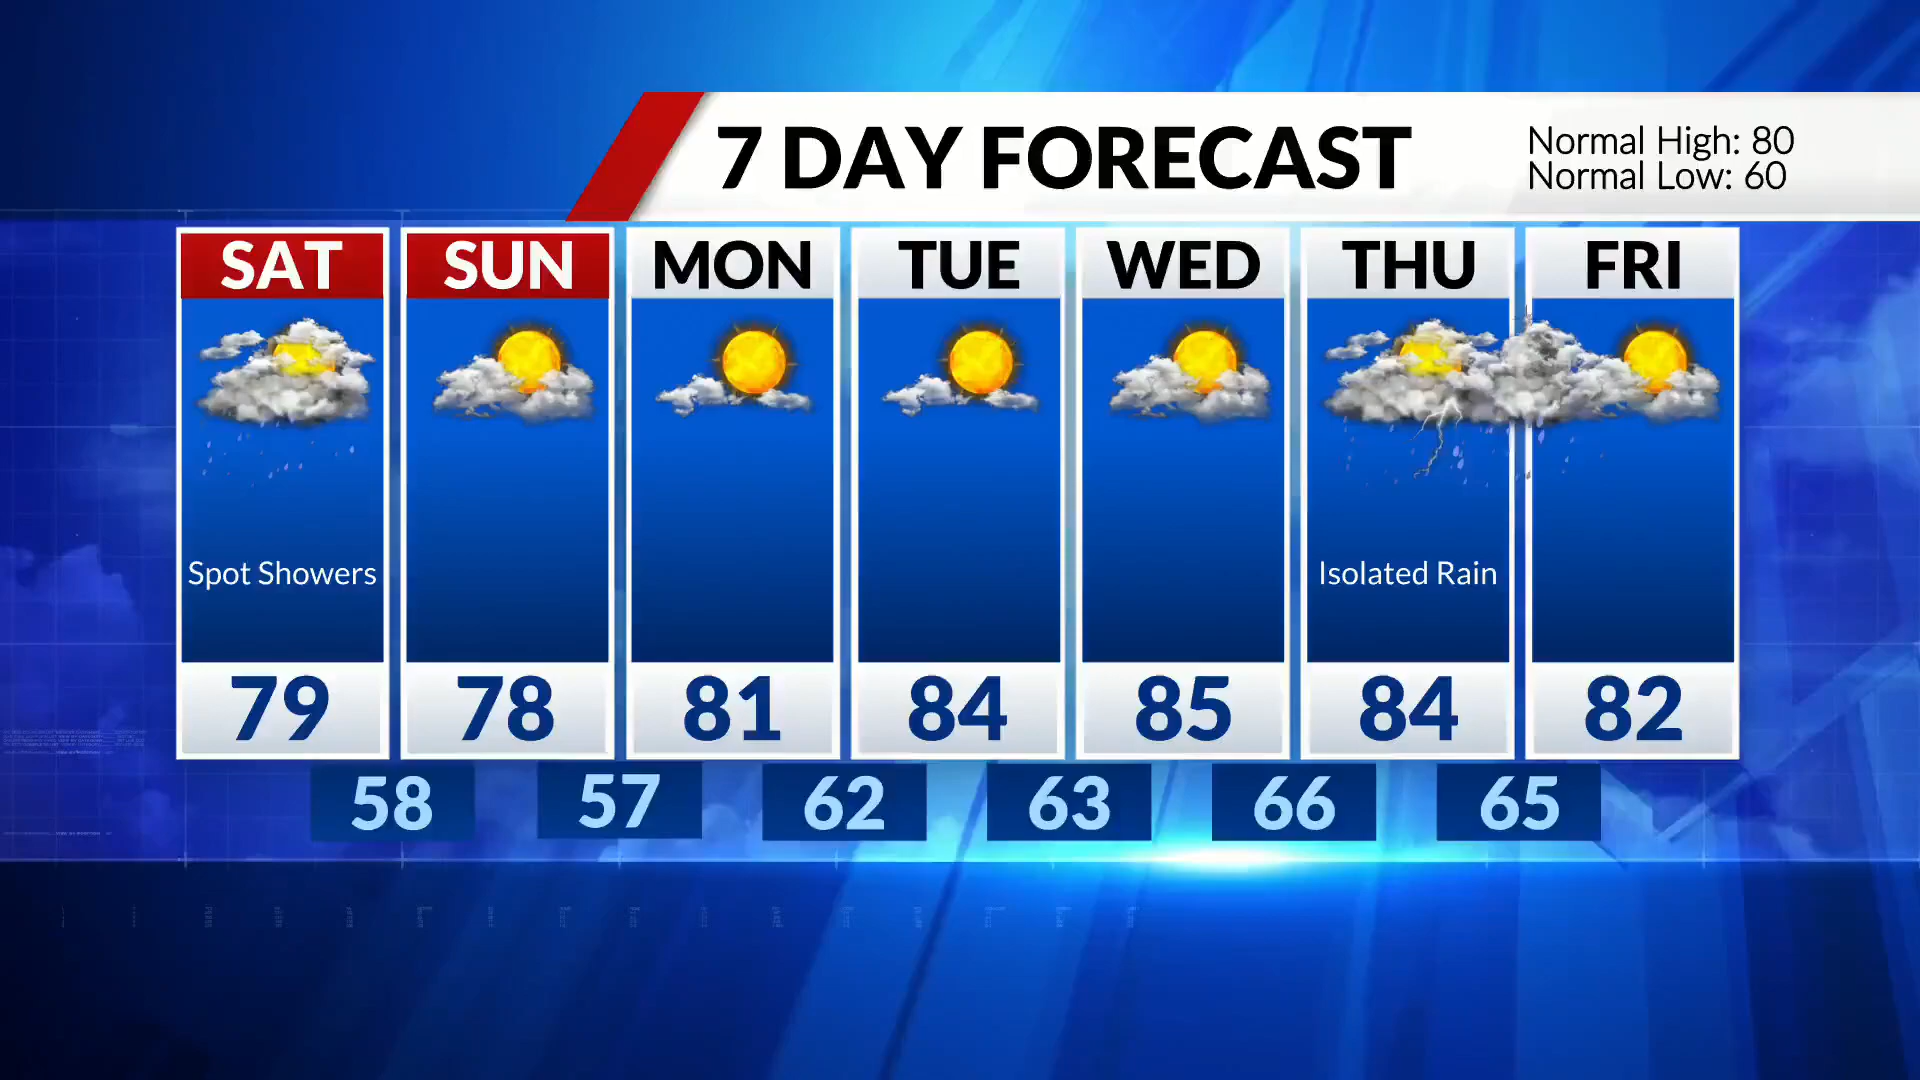 7 DAY FORECAST
Normal High: 80
Normal Low: 60
SAT SUN MON TUE WED THU FRI
Spot Showers Isolated Rain
79 78 81 84 85 84 82
58 57 62 63 66 65